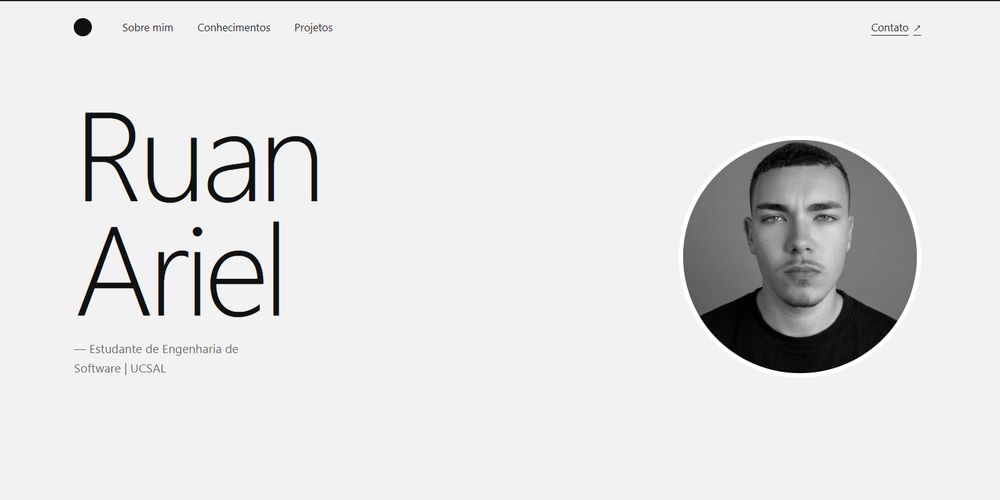 Sobre mim Conhecimentos Projetos Contato ↗
Ruan
Ariel
— Estudante de Engenharia de
Software | UCSAL